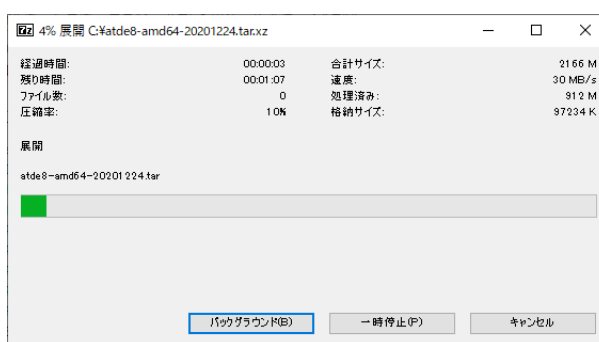 7z 4% 展開 C:¥atde8-amd64-20201224.tar.xz
経過時間: 00:00:03 合計サイズ: 2166 M
残り時間: 00:01:07 速度: 30 MB/s
ファイル数: 0 処理済み: 912 M
圧縮率: 10% 格納サイズ: 97234 K
展開
atde8-amd64-20201224.tar
バックグラウンド(B) 一時停止(P) キャンセル